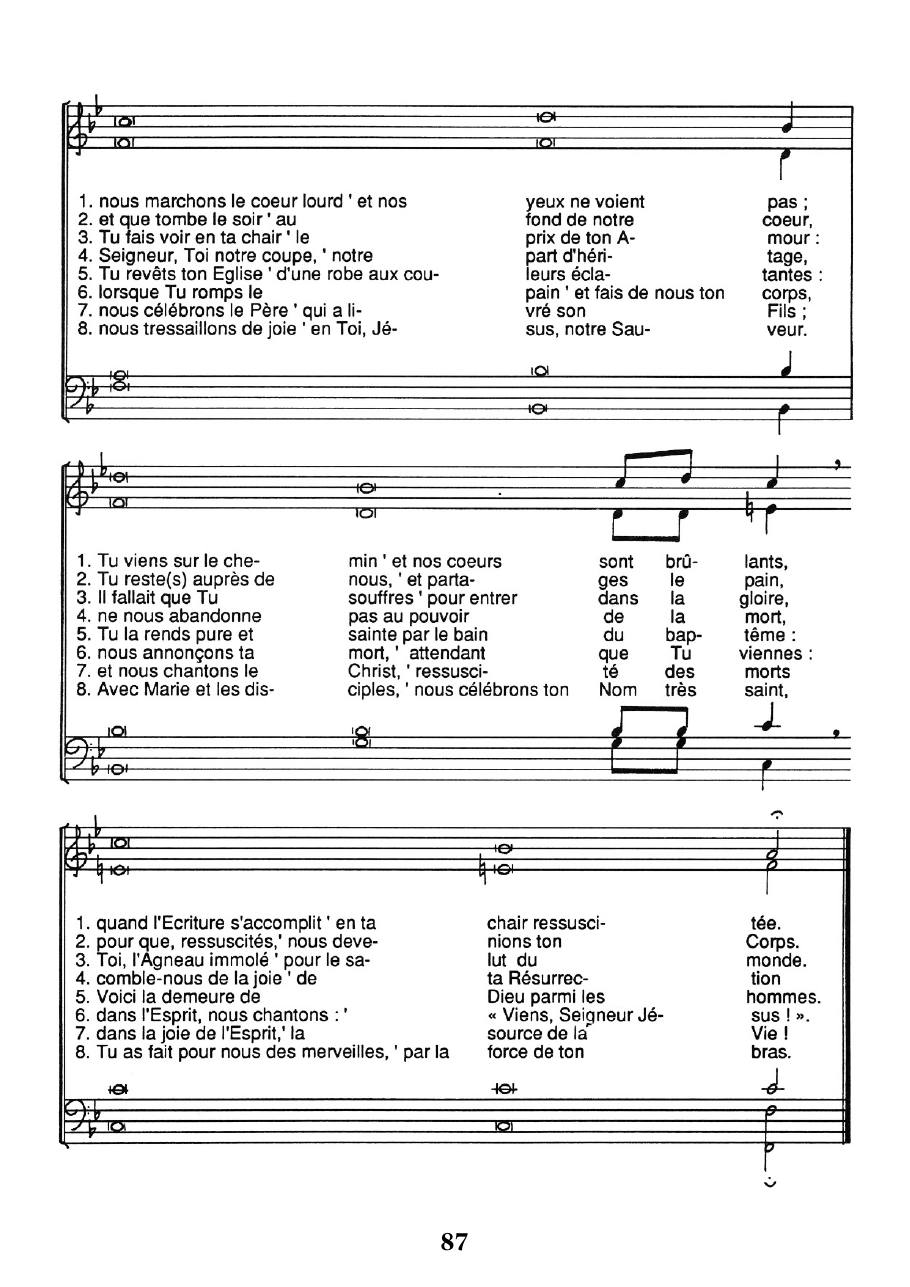 1. nous marchons le coeur lourd ' et nos yeux ne voient pas ;
2. et que tombe le soir ' au fond de notre coeur,
3. Tu fais voir en ta chair ' le prix de ton A- mour :
4. Seigneur, Toi notre coupe, ' notre part d'héri- tage,
5. Tu revêts ton Eglise ' d'une robe aux cou- leurs écla- tantes :
6. lorsque Tu romps le pain ' et fais de nous ton corps,
7. nous célébrons le Père ' qui a li- vré son Fils ;
8. nous tressaillons de joie ' en Toi, Jé- sus, notre Sau- veur.
1. Tu viens sur le che- min ' et nos coeurs sont brû- lants,
2. Tu reste(s) auprès de nous, ' et parta- ges le pain,
3. Il fallait que Tu souffres ' pour entrer dans la gloire,
4. ne nous abandonne pas au pouvoir de la mort,
5. Tu la rends pure et sainte par le bain du bap- tême :
6. nous annonçons ta mort, ' attendant que Tu viennes :
7. et nous chantons le Christ, ' ressusci- té des morts
8. Avec Marie et les dis- ciples, ' nous célébrons ton Nom très saint,
1. quand l'Ecriture s'accomplit ' en ta chair ressusci- tée.
2. pour que, ressuscités,' nous deve- nions ton Corps.
3. Toi, l'Agneau immolé ' pour le sa- lut du monde.
4. comble-nous de la joie ' de ta Résurrec- tion
5. Voici la demeure de Dieu parmi les hommes.
6. dans l'Esprit, nous chantons : ' « Viens, Seigneur Jé- sus ! ».
7. dans la joie de l'Esprit,' la source de la Vie !
8. Tu as fait pour nous des merveilles, ' par la force de ton bras.
87